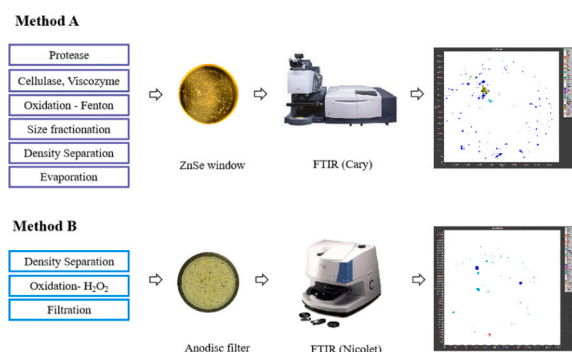 Method A
Protease
Cellulase, Viscozyme
Oxidation - Fenton
Size fractionation
Density Separation
Evaporation
ZnSe window
FTIR (Cary)
Method B
Density Separation
Oxidation- H₂O₂
Filtration
Anodisc filter
FTIR (Nicolet)